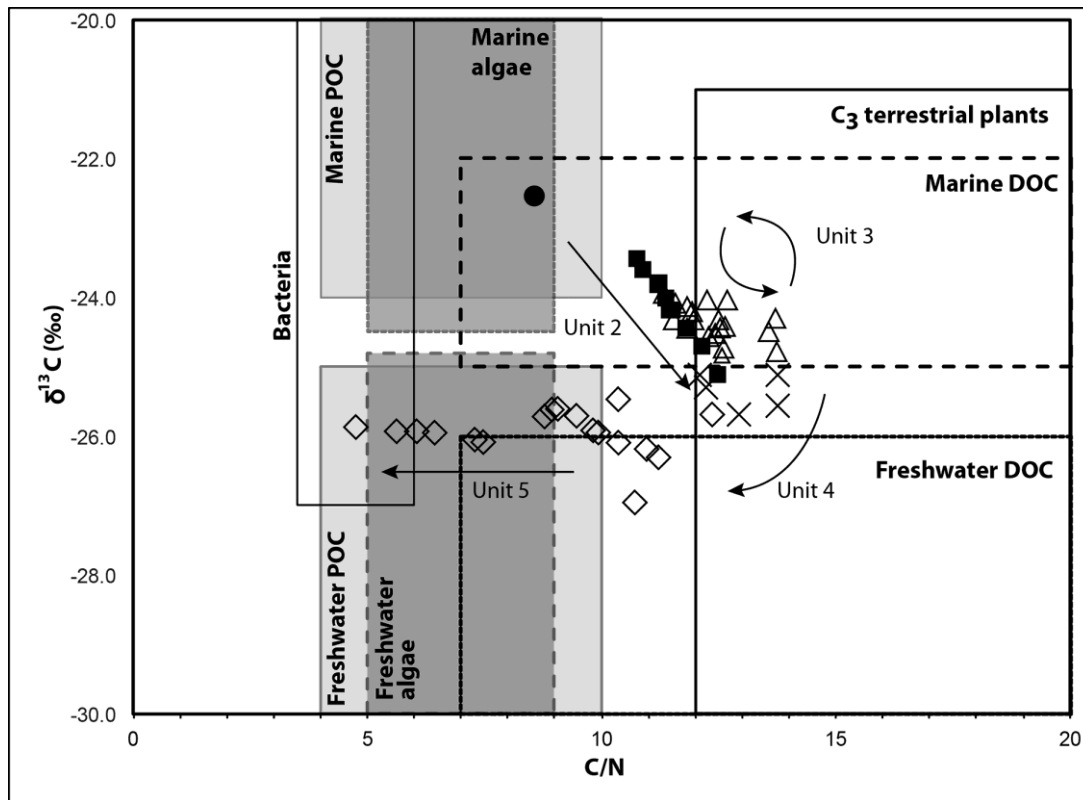 -20.0
-22.0
-24.0
-26.0
-28.0
-30.0
δ¹³C (‰)
0
5
10
15
20
C/N
Marine POC
Marine
algae
Bacteria
C₃ terrestrial plants
Marine DOC
Unit 3
Unit 2
Unit 4
Unit 5
Freshwater DOC
Freshwater POC
Freshwater
algae